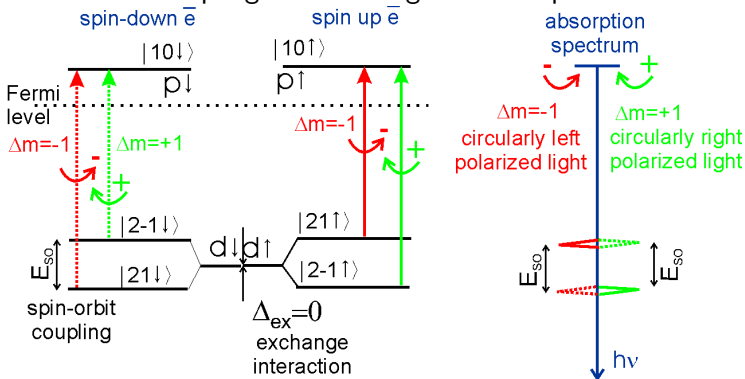 spin-down e̅
spin up e̅
absorption
spectrum
|10↓⟩
|10↑⟩
p↓
p↑
Fermi
level
- +
Δm=-1
Δm=+1
Δm=-1
Δm=-1
circularly left
polarized light
Δm=+1
circularly right
polarized light
-
+
-
+
|2-1↓⟩
|21↑⟩
d↓d↑
E_so
|21↓⟩
|2-1↑⟩
E_so
E_so
spin-orbit
coupling
Δ_ex=0
exchange
interaction
hν